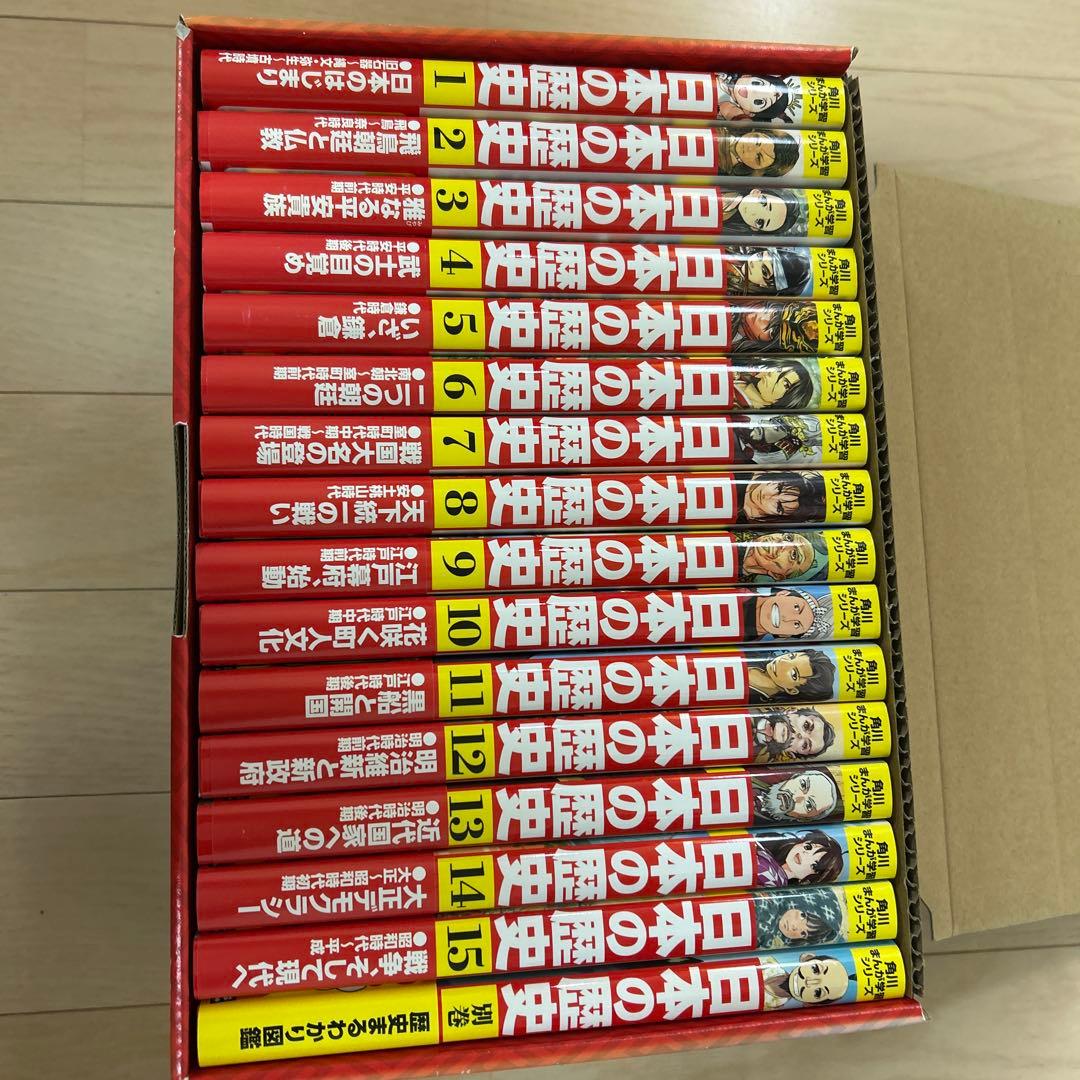 角川
まんが学習
シリーズ
日本の歴史
1
日本のはじまり
●旧石器～縄文・弥生～古墳時代
角川
まんが学習
シリーズ
日本の歴史
2
飛鳥朝廷と仏教
●飛鳥～奈良時代
角川
まんが学習
シリーズ
日本の歴史
3
雅なる平安貴族
●平安時代前期
角川
まんが学習
シリーズ
日本の歴史
4
武士の目覚め
●平安時代後期
角川
まんが学習
シリーズ
日本の歴史
5
いざ、鎌倉
●鎌倉時代
角川
まんが学習
シリーズ
日本の歴史
6
二つの朝廷
●南北朝～室町時代前期
角川
まんが学習
シリーズ
日本の歴史
7
戦国大名の登場
●室町時代中期～戦国時代
角川
まんが学習
シリーズ
日本の歴史
8
天下統一の戦い
●安土桃山時代
角川
まんが学習
シリーズ
日本の歴史
9
江戸幕府、始動
●江戸時代前期
角川
まんが学習
シリーズ
日本の歴史
10
花咲く町人文化
●江戸時代中期
角川
まんが学習
シリーズ
日本の歴史
11
黒船と開国
●江戸時代後期
角川
まんが学習
シリーズ
日本の歴史
12
明治維新と新政府
●明治時代前期
角川
まんが学習
シリーズ
日本の歴史
13
近代国家への道
●明治時代後期
角川
まんが学習
シリーズ
日本の歴史
14
大正デモクラシー
●大正～昭和時代初期
角川
まんが学習
シリーズ
日本の歴史
15
戦争、そして現代へ
●昭和時代～平成
角川
まんが学習
シリーズ
日本の歴史
別巻
歴史まるわかり図鑑